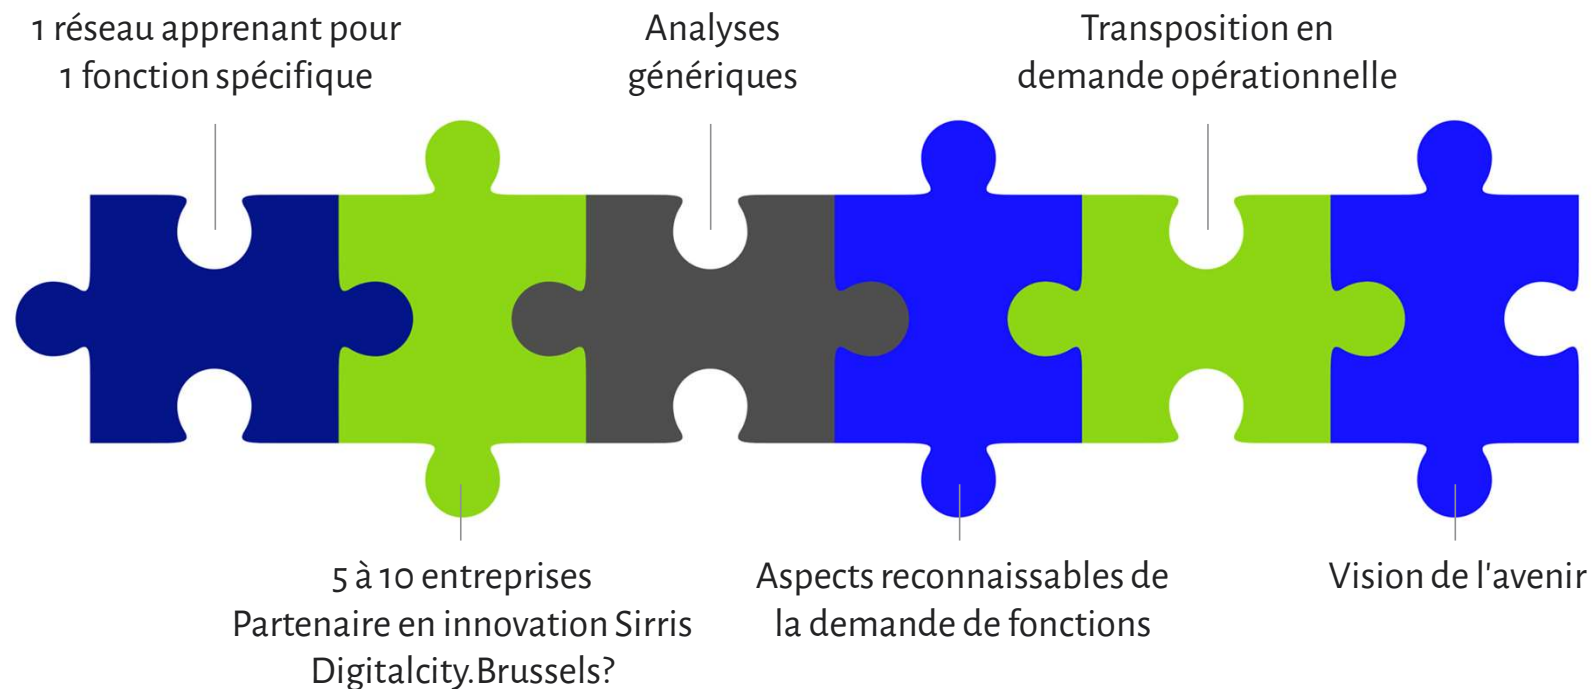 1 réseau apprenant pour
1 fonction spécifique
Analyses
génériques
Transposition en
demande opérationnelle
5 à 10 entreprises
Partenaire en innovation Sirris
Digitalcity.Brussels?
Aspects reconnaissables de
la demande de fonctions
Vision de l'avenir